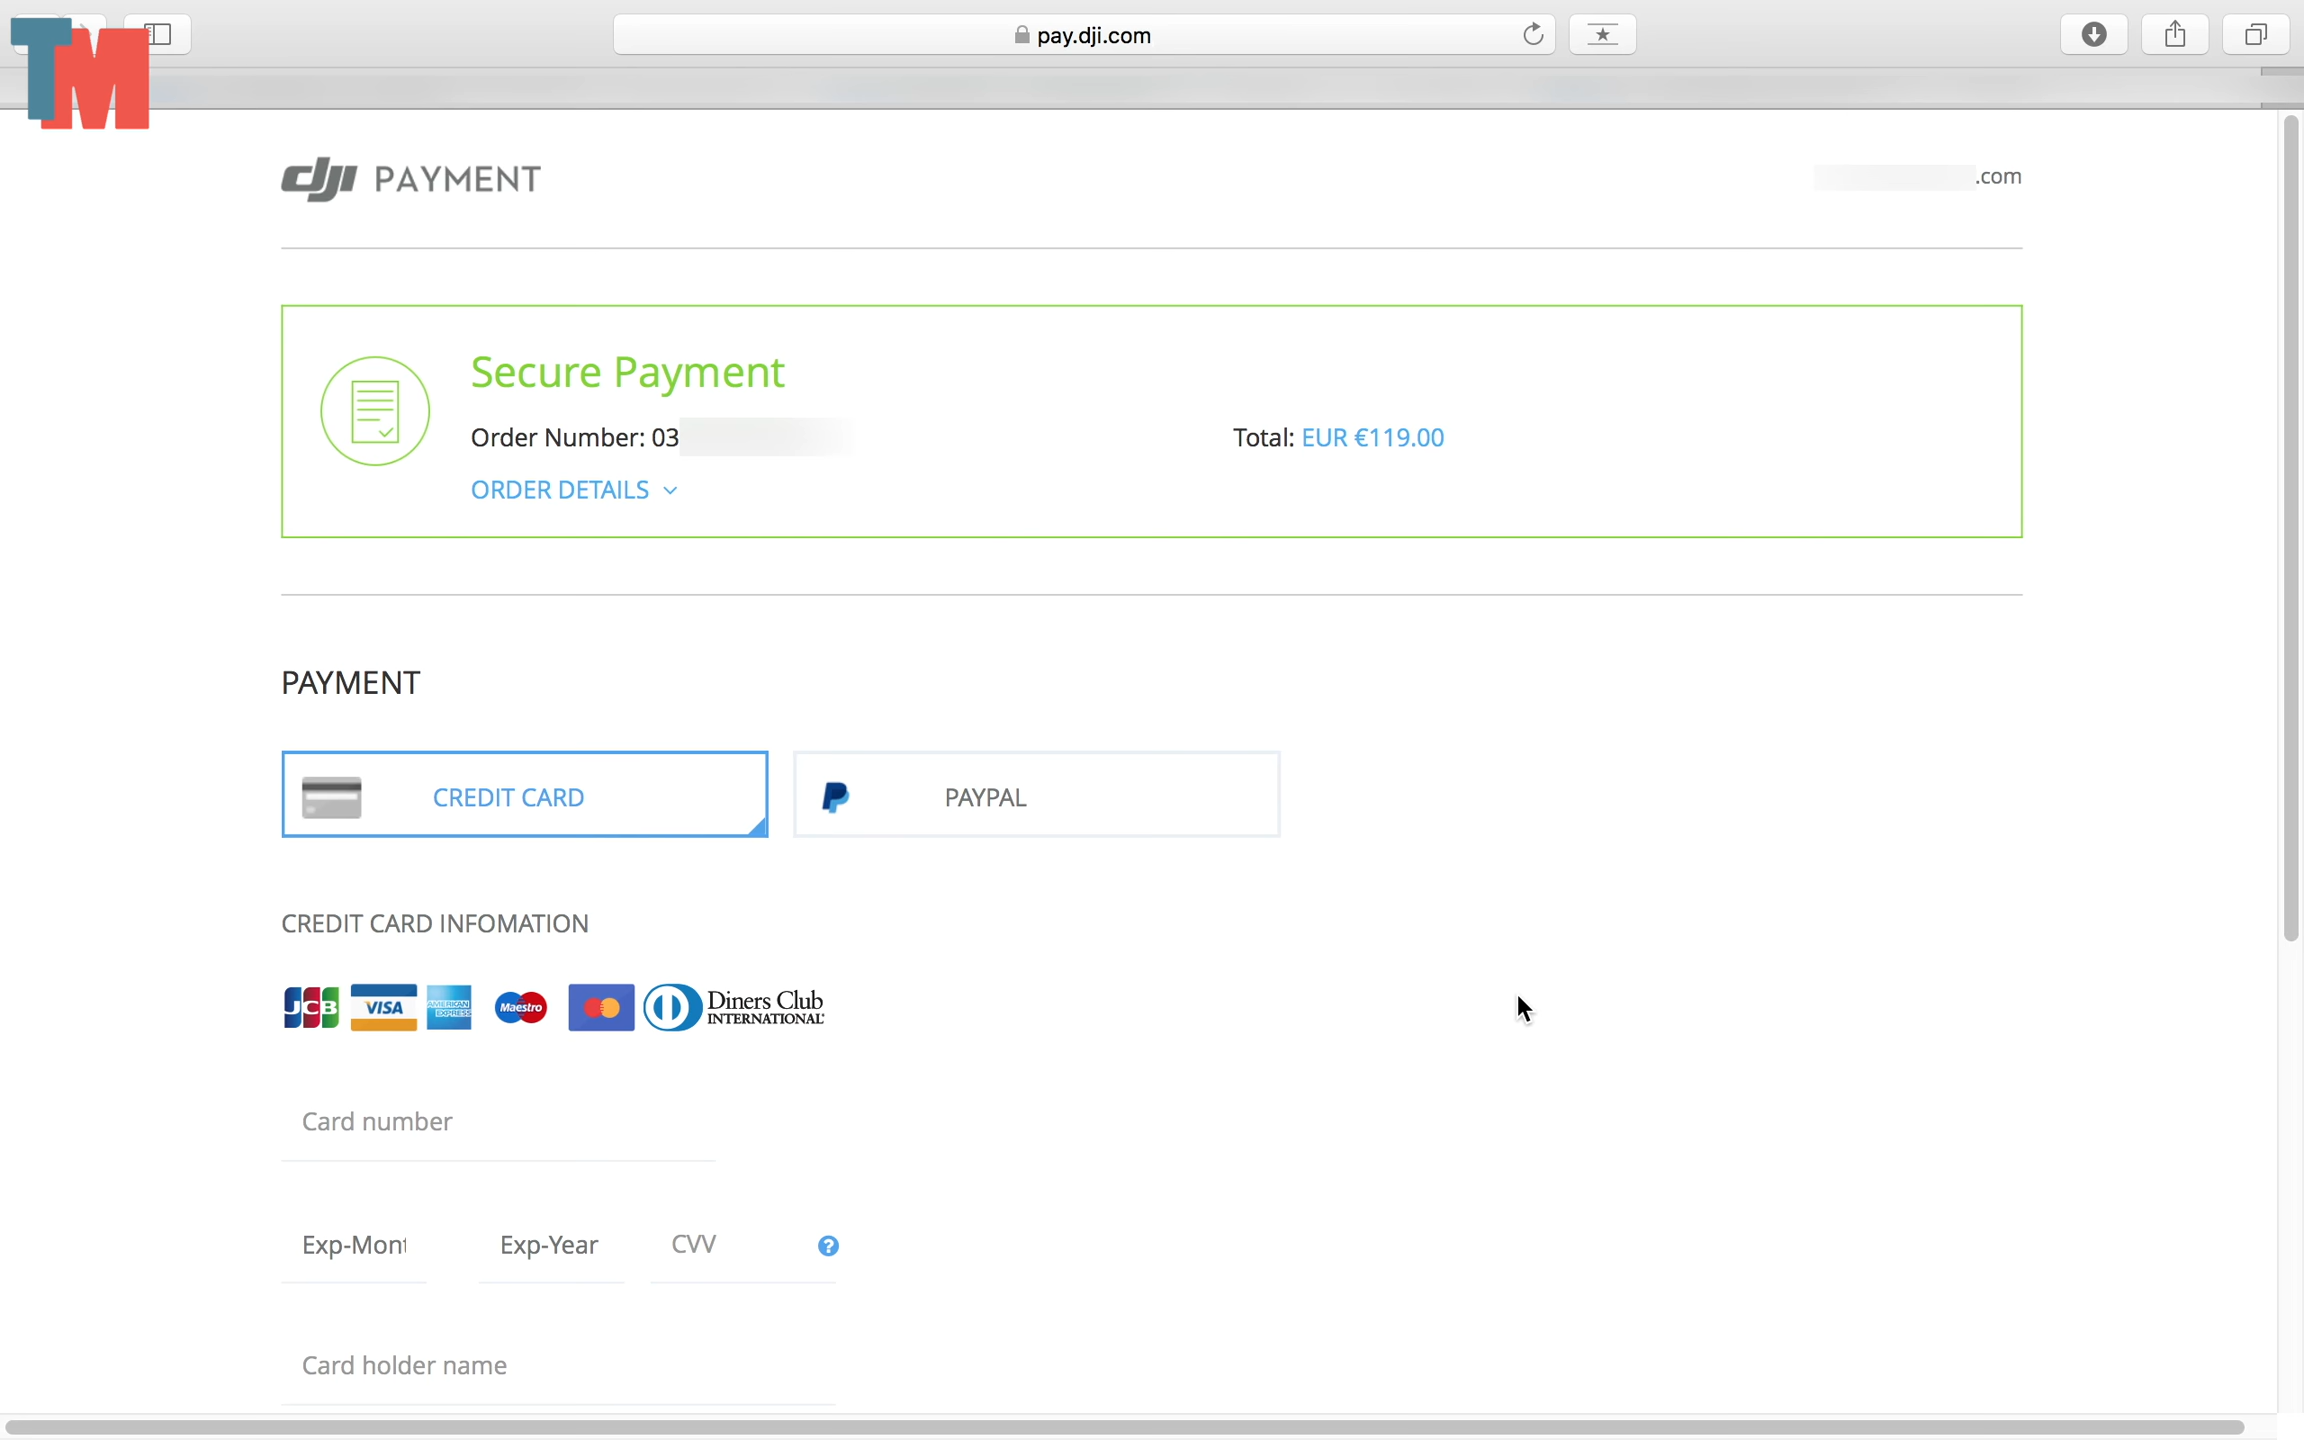 TM
pay.dji.com
dji PAYMENT
.com
Secure Payment
Order Number: 03
Total: EUR €119.00
ORDER DETAILS
PAYMENT
CREDIT CARD
PAYPAL
CREDIT CARD INFOMATION
JCB VISA AMERICAN EXPRESS Maestro Diners Club INTERNATIONAL
Card number
Exp-Mont Exp-Year CVV ?
Card holder name